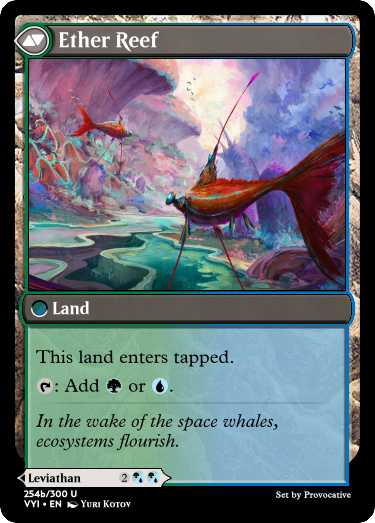 Ether Reef
Land
This land enters tapped.
: Add or .
In the wake of the space whales,
ecosystems flourish.
Leviathan 2
254b/300 U
VYI • EN Yuri Kotov
Set by Provocative